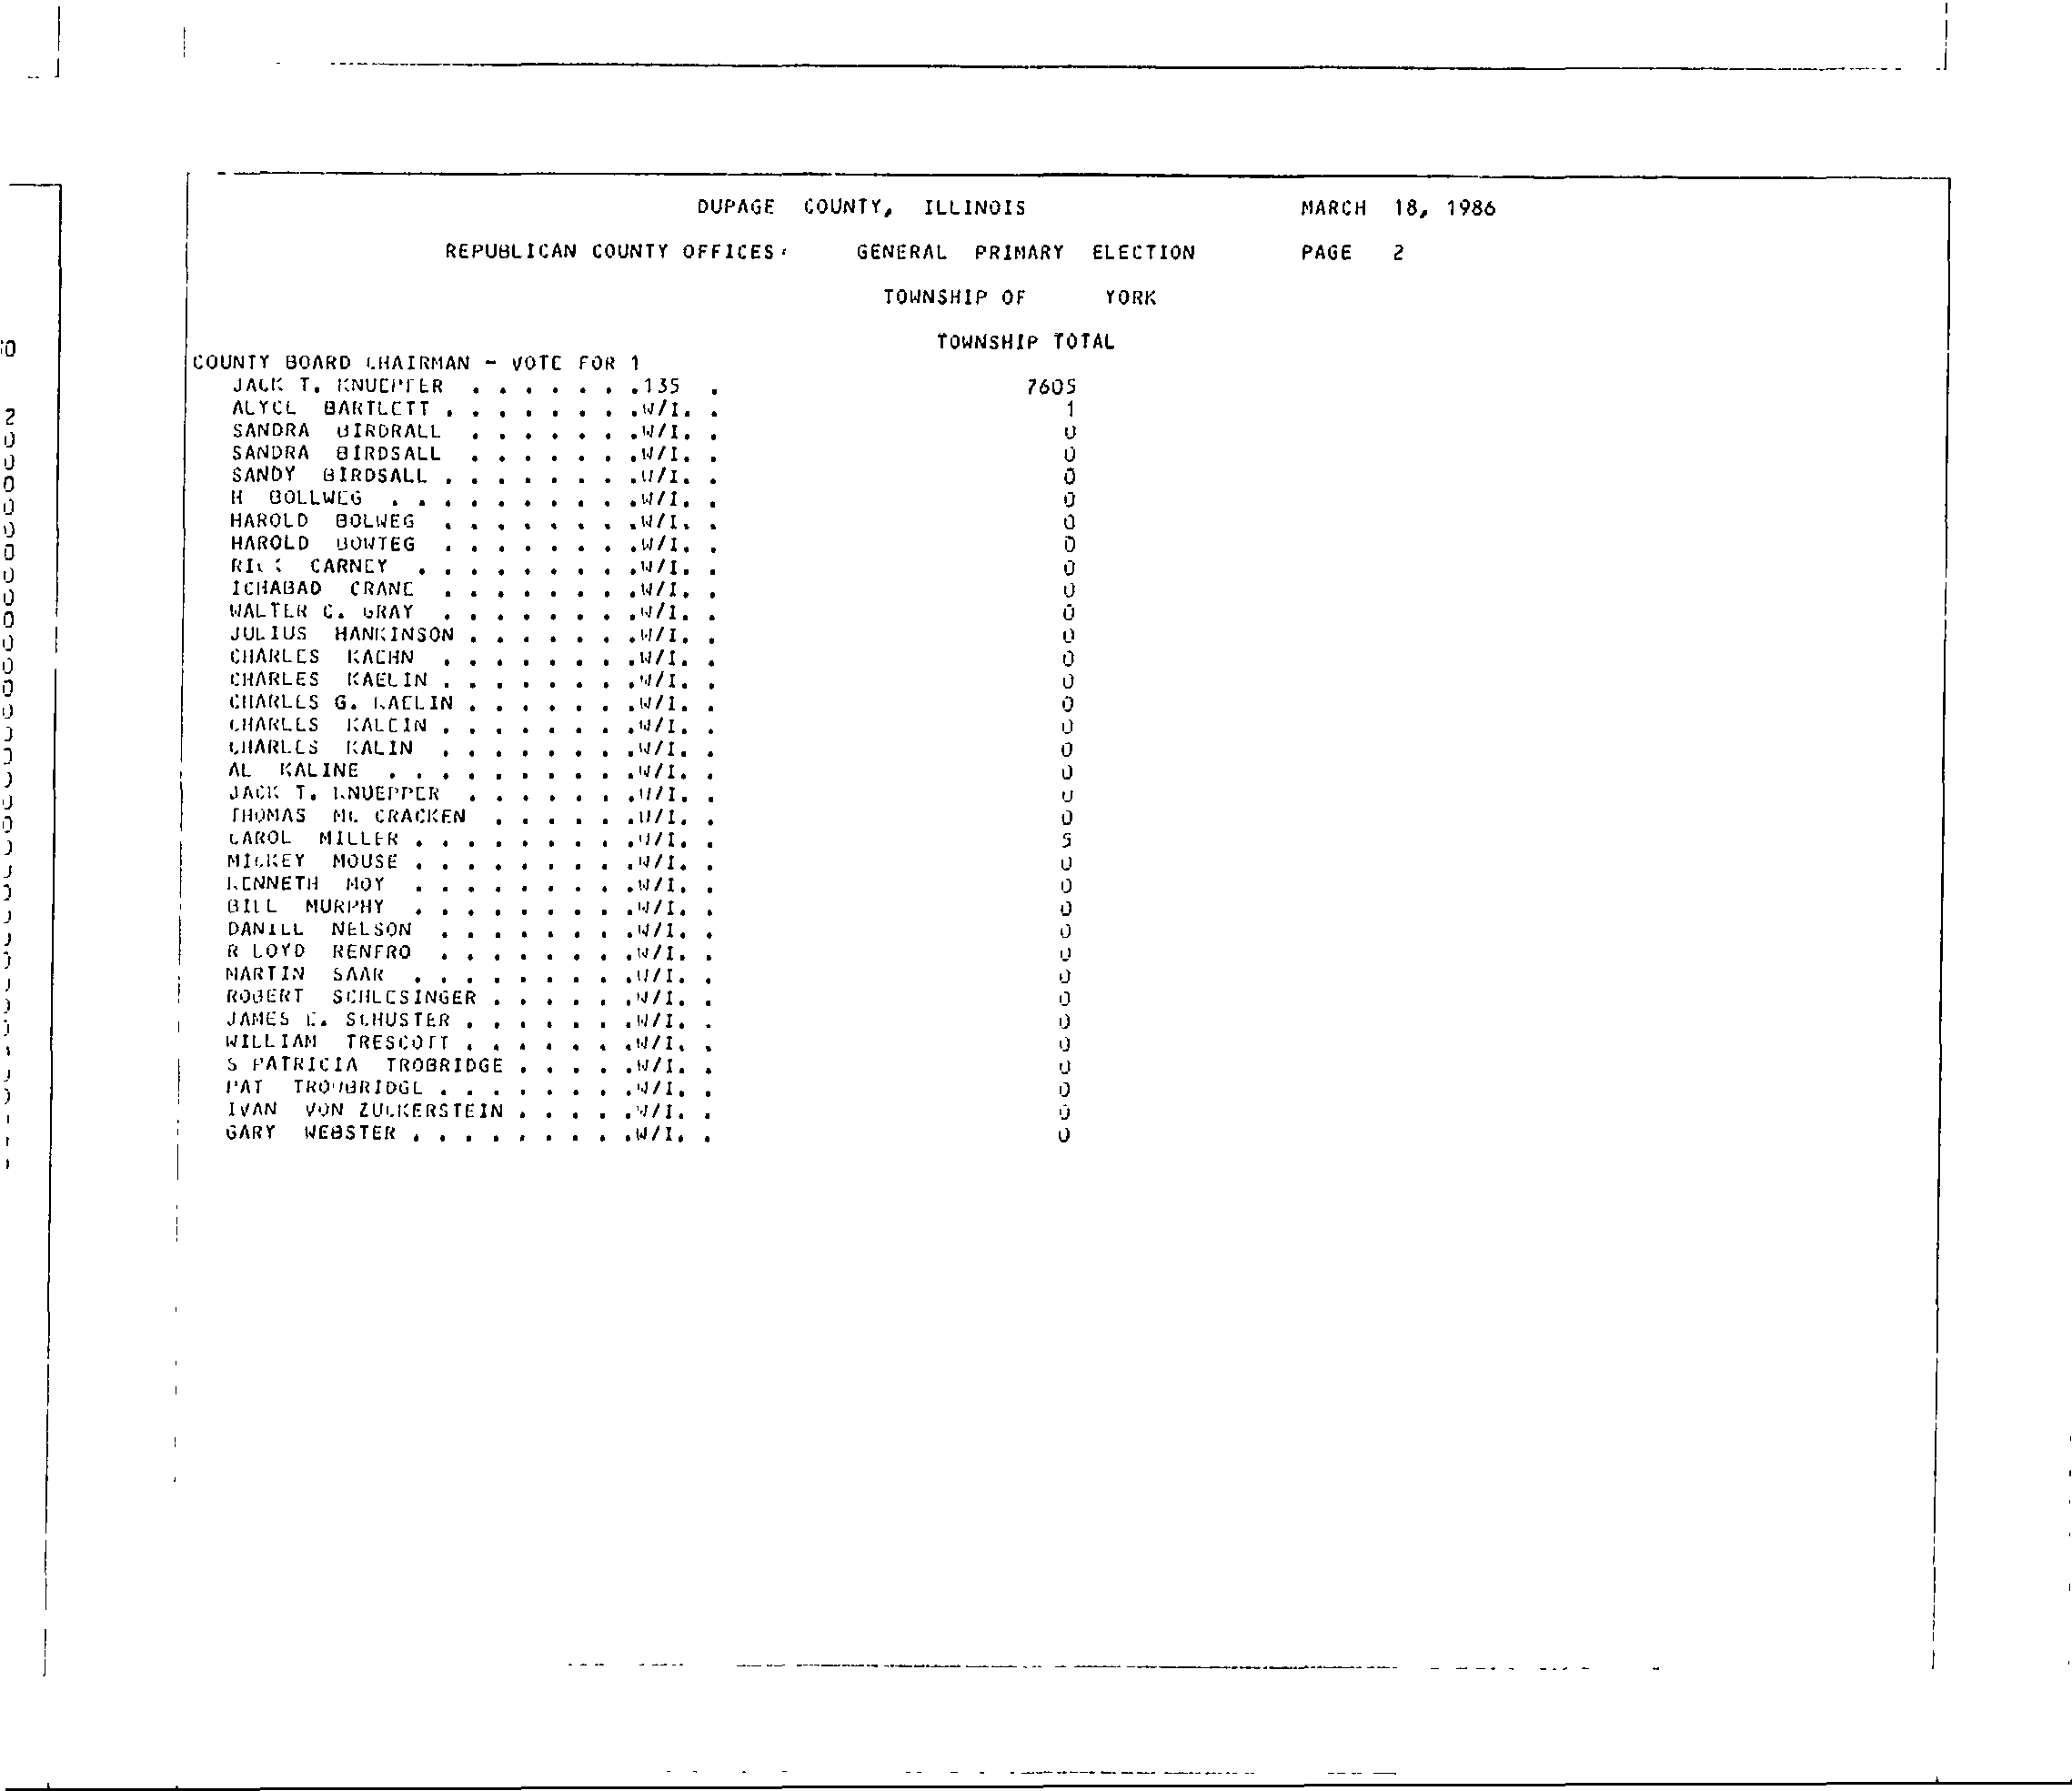 DUPAGE COUNTY, ILLINOIS MARCH 18, 1986
REPUBLICAN COUNTY OFFICES GENERAL PRIMARY ELECTION PAGE 2
TOWNSHIP OF YORK
TOWNSHIP TOTAL
COUNTY BOARD CHAIRMAN - VOTE FOR 1
JACK T. KNUEPFER . . . . . . .135 . 7605
ALYCE BARTLETT . . . . . . . .W/I. . 1
SANDRA BIRDRALL . . . . . . .W/I. . 0
SANDRA BIRDSALL . . . . . . .W/I. . 0
SANDY BIRDSALL . . . . . . . .W/I. . 0
H BOLLWEG . . . . . . . . . .W/I. . 0
HAROLD BOLWEG . . . . . . . .W/I. . 0
HAROLD BOWTEG . . . . . . . .W/I. . 0
RICK CARNEY . . . . . . . . .W/I. . 0
ICHABAD CRANE . . . . . . . .W/I. . 0
WALTER C. GRAY . . . . . . . .W/I. . 0
JULIUS HANKINSON . . . . . . .W/I. . 0
CHARLES KAEHN . . . . . . . .W/I. . 0
CHARLES KAELIN . . . . . . . .W/I. . 0
CHARLES G. KAELIN . . . . . . .W/I. . 0
CHARLES KALEIN . . . . . . . .W/I. . 0
CHARLES KALIN . . . . . . . .W/I. . 0
AL KALINE . . . . . . . . . .W/I. . 0
JACK T. KNUEPPER . . . . . . .W/I. . 0
THOMAS MC CRACKEN . . . . . .W/I. . 0
CAROL MILLER . . . . . . . . .W/I. . 5
MICKEY MOUSE . . . . . . . . .W/I. . 0
KENNETH MOY . . . . . . . . .W/I. . 0
BILL MURPHY . . . . . . . . .W/I. . 0
DANIEL NELSON . . . . . . . .W/I. . 0
R LOYD RENFRO . . . . . . . .W/I. . 0
MARTIN SAAR . . . . . . . . .W/I. . 0
ROBERT SCHLESINGER . . . . . .W/I. . 0
JAMES E. SCHUSTER . . . . . . .W/I. . 0
WILLIAM TRESCOTT . . . . . . .W/I. . 0
S PATRICIA TROBRIDGE . . . . .W/I. . 0
PAT TROWBRIDGE . . . . . . . .W/I. . 0
IVAN VON ZUCKERSTEIN . . . . .W/I. . 0
GARY WEBSTER . . . . . . . . .W/I. . 0